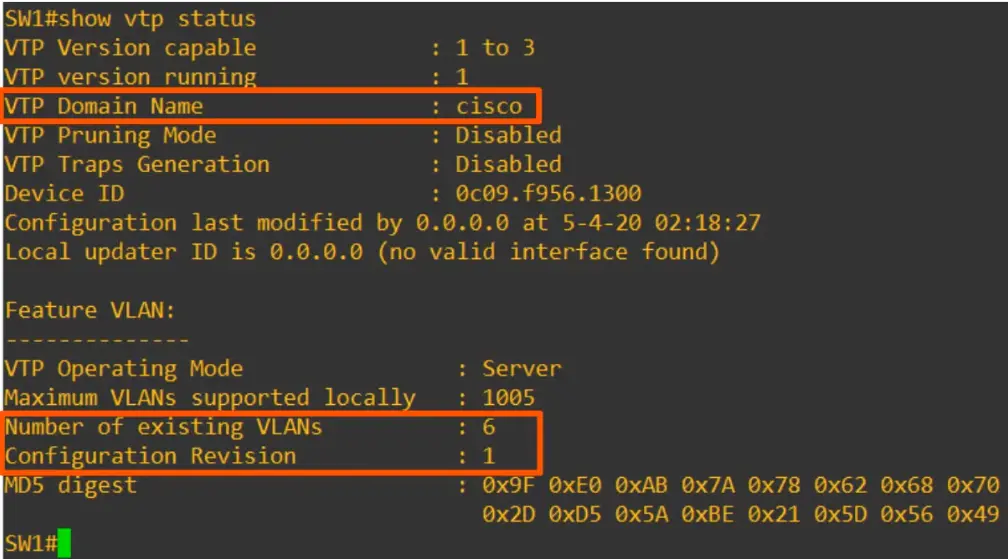 SW1#show vtp status
VTP Version capable : 1 to 3
VTP version running : 1
VTP Domain Name : cisco
VTP Pruning Mode : Disabled
VTP Traps Generation : Disabled
Device ID : 0c09.f956.1300
Configuration last modified by 0.0.0.0 at 5-4-20 02:18:27
Local updater ID is 0.0.0.0 (no valid interface found)
Feature VLAN:
--------------
VTP Operating Mode : Server
Maximum VLANs supported locally : 1005
Number of existing VLANs : 6
Configuration Revision : 1
MD5 digest : 0x9F 0xE0 0xAB 0x7A 0x78 0x62 0x68 0x70
0x2D 0xD5 0x5A 0xBE 0x21 0x5D 0x56 0x49
SW1#